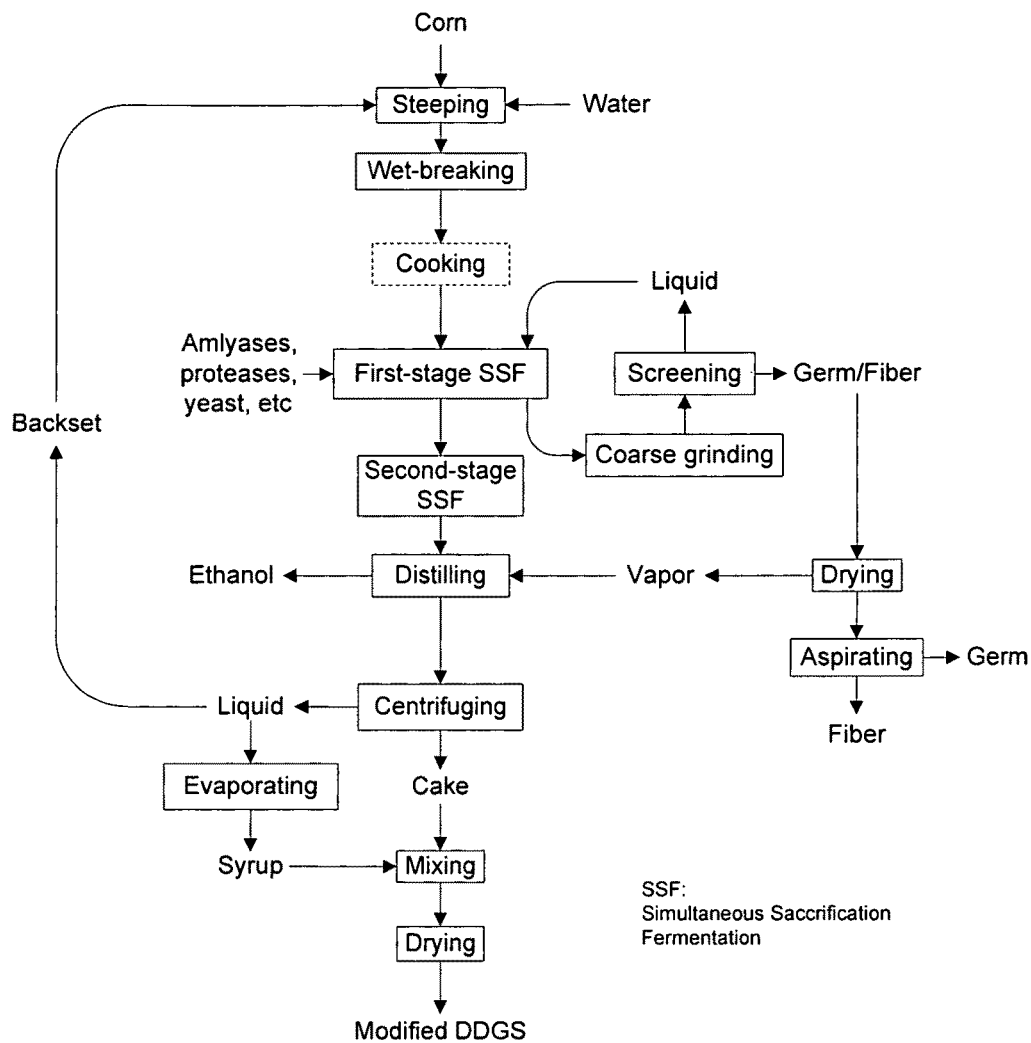 Corn
Steeping
Water
Wet-breaking
Cooking
Liquid
Amlyases,
proteases,
yeast, etc
First-stage SSF
Screening
Germ/Fiber
Backset
Coarse grinding
Second-stage
SSF
Ethanol
Distilling
Vapor
Drying
Aspirating
Germ
Liquid
Centrifuging
Fiber
Evaporating
Cake
Syrup
Mixing
SSF:
Simultaneous Saccrification
Fermentation
Drying
Modified DDGS